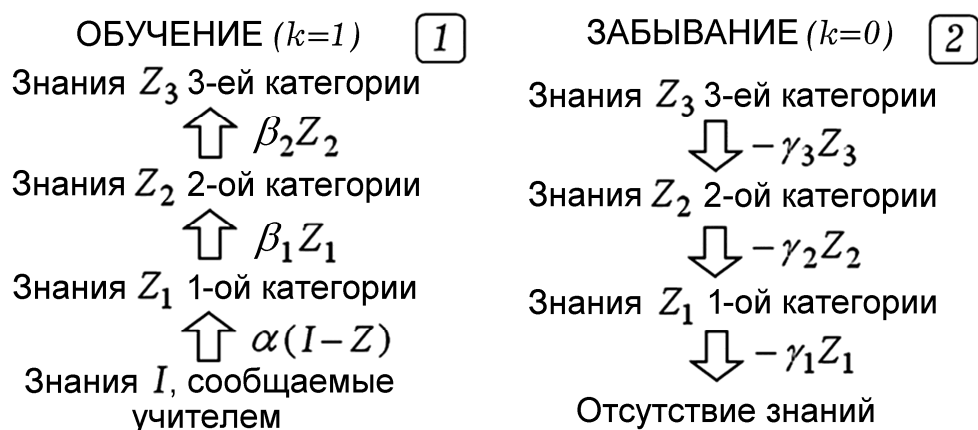 ОБУЧЕНИЕ (k=1) 1
Знания Z₃ 3-ей категории
β₂Z₂
Знания Z₂ 2-ой категории
β₁Z₁
Знания Z₁ 1-ой категории
α(I−Z)
Знания I, сообщаемые
учителем
ЗАБЫВАНИЕ (k=0) 2
Знания Z₃ 3-ей категории
−γ₃Z₃
Знания Z₂ 2-ой категории
−γ₂Z₂
Знания Z₁ 1-ой категории
−γ₁Z₁
Отсутствие знаний